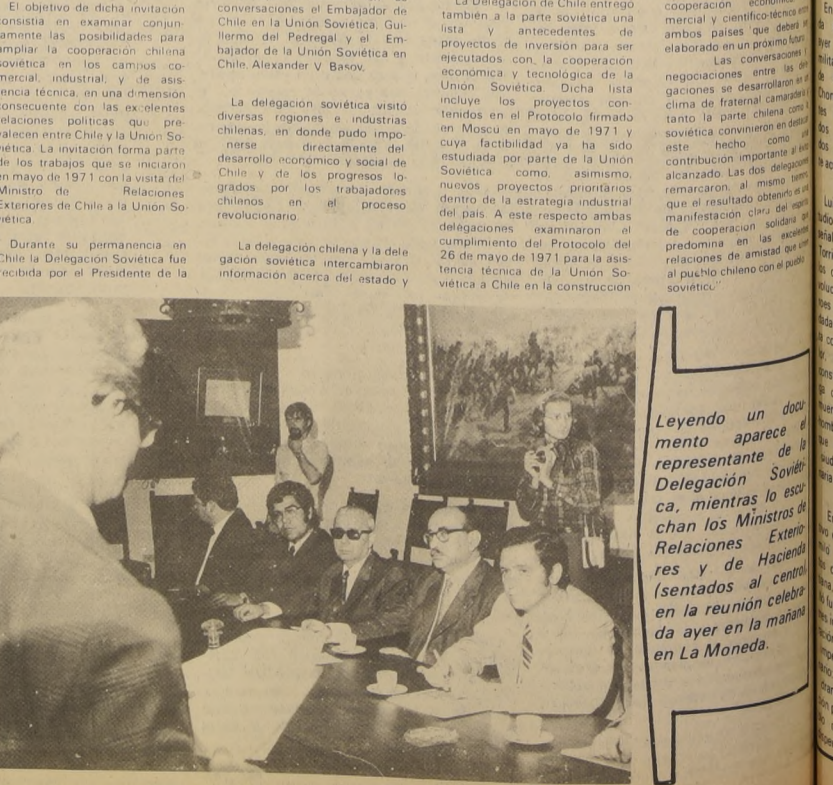 El objetivo de dicha invitación
consistia en examinar conjun-
tamente las posibilidades para
ampliar la cooperación chilena
soviética en los campos co-
mercial, industrial, y de asis-
tencia técnica, en una dimensión
consecuente con las excelentes
relaciones politicas que pre-
valecen entre Chile y la Unión So-
viética. La invitación forma parte
de los trabajos que se iniciaron
en mayo de 1971 con la visita del
Ministro de Relaciones
Exteriores de Chile a la Unión So-
viética.
Durante su permanencia en
Chile la Delegación Soviética fue
recibida por el Presidente de la
conversaciones el Embajador de
Chile en la Unión Soviética, Gui-
llermo del Pedregal y el Em-
bajador de la Unión Soviética en
Chile, Alexander V Basov.
La delegación soviética visitó
diversas regiones e industrias
chilenas, en donde pudo impo-
nerse directamente del
desarrollo económico y social de
Chile y de los progresos lo-
grados por los trabajadores
chilenos en el proceso
revolucionario.
La delegación chilena y la dele
gación soviética intercambiaron
información acerca del estado y
La Delegación de Chile entregó
también a la parte soviética una
lista y antecedentes de
proyectos de inversión para ser
ejecutados con la cooperación
económica y tecnológica de la
Unión Soviética. Dicha lista
incluye los proyectos con-
tenidos en el Protocolo firmado
en Moscú en mayo de 1971 y
cuya factibilidad ya ha sido
estudiada por parte de la Unión
Soviética como, asimismo,
nuevos proyectos prioritarios
dentro de la estrategia industrial
del país. A este respecto ambas
delegaciones examinaron el
cumplimiento del Protocolo del
26 de mayo de 1971 para la asis-
tencia técnica de la Unión So-
viética a Chile en la construcción
cooperación
mercial y cientifico-técnico entre
ambos países que deberá
elaborado en un próximo futuro.
Las conversaciones y
negociaciones entre las dele
gaciones se desarrollaron en
clima de fraternal camaradería
tanto la parte chilena como la
soviética convinieron en destacar
este hecho como una
contribución importante al éxito
alcanzado. Las dos delegaciones
remarcaron, al mismo tiempo,
que el resultado obtenido es una
manifestación clara del espíritu
de cooperación solidaria que
predomina en las excelentes
relaciones de amistad que unen
al pueblo chileno con el pueblo
soviético"
Leyendo un docu-
mento aparece el
representante de la
Delegación Soviéti-
ca, mientras lo escu-
chan los Ministros de
Relaciones Exterio-
res y de Hacienda
(sentados al centro)
en la reunión celebra-
da ayer en la mañana
en La Moneda.